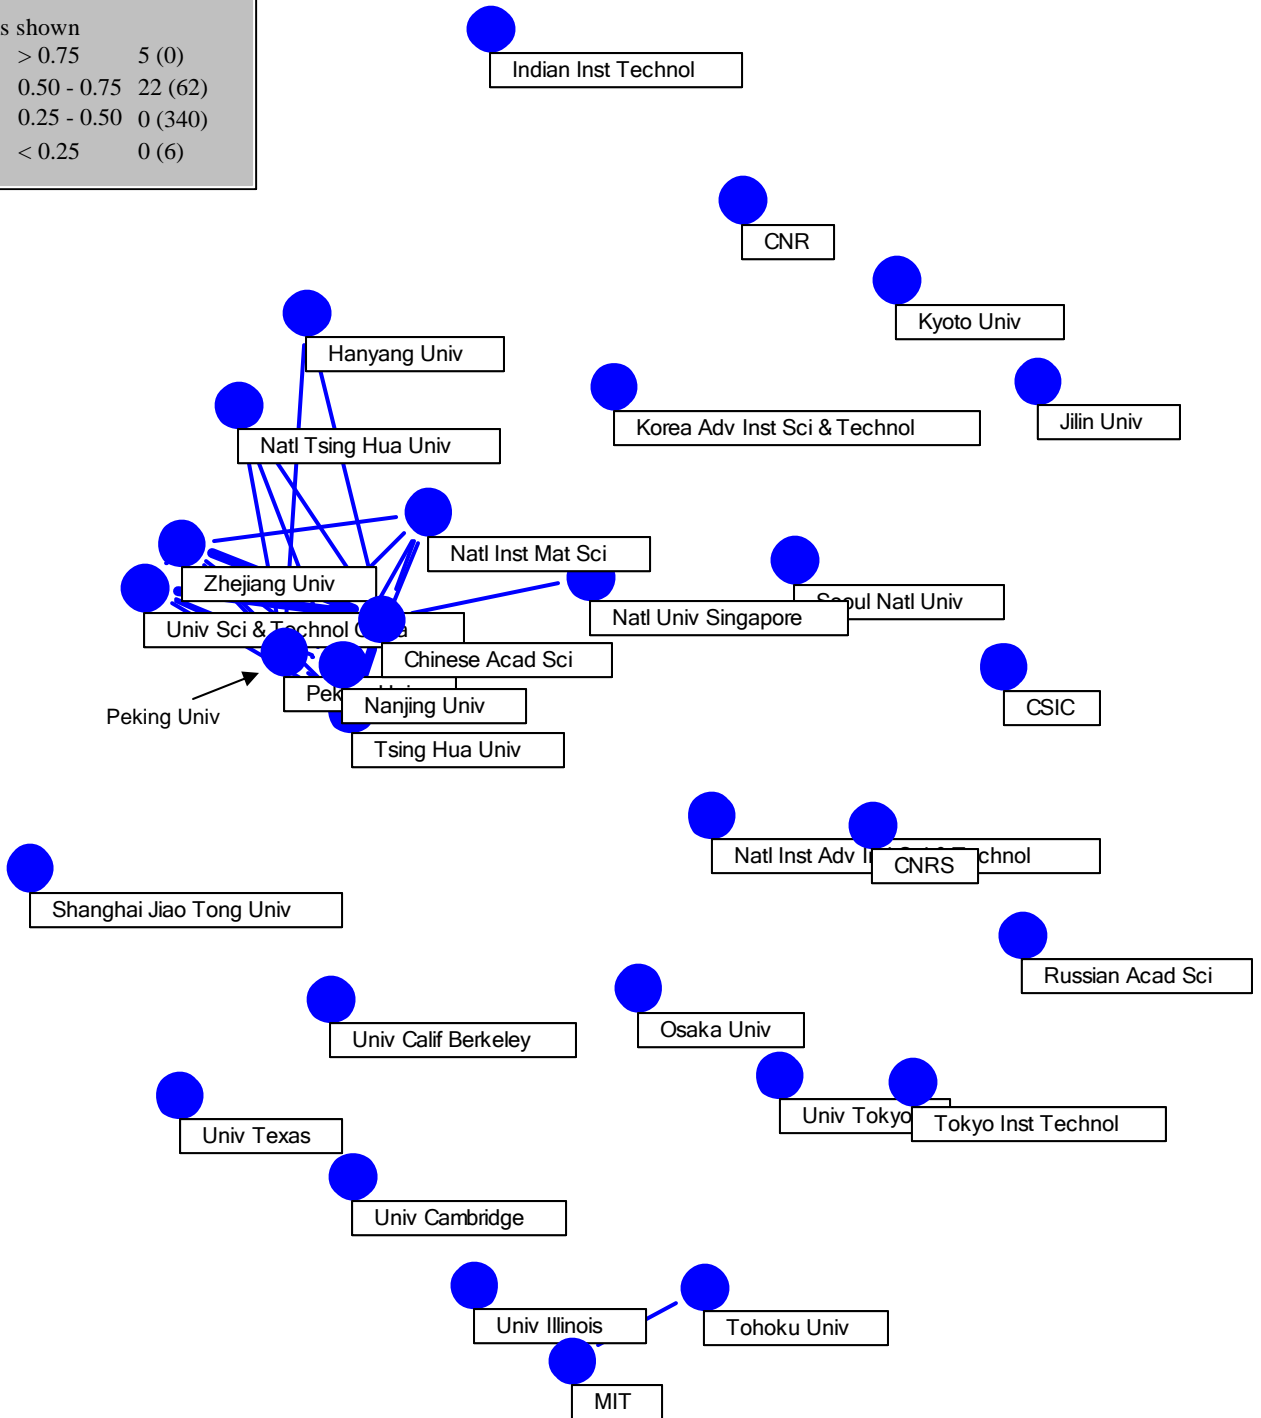 s shown
> 0.75 5 (0)
0.50 - 0.75 22 (62)
0.25 - 0.50 0 (340)
< 0.25 0 (6)
Indian Inst Technol
CNR
Kyoto Univ
Hanyang Univ
Jilin Univ
Korea Adv Inst Sci & Technol
Natl Tsing Hua Univ
Natl Inst Mat Sci
Zhejiang Univ
Seoul Natl Univ
Natl Univ Singapore
Univ Sci & Technol
Chinese Acad Sci
Nanjing Univ
CSIC
Peking Univ
Tsing Hua Univ
Natl Inst Adv
CNRS
Shanghai Jiao Tong Univ
Russian Acad Sci
Osaka Univ
Univ Calif Berkeley
Univ Tokyo
Tokyo Inst Technol
Univ Texas
Univ Cambridge
Univ Illinois
Tohoku Univ
MIT